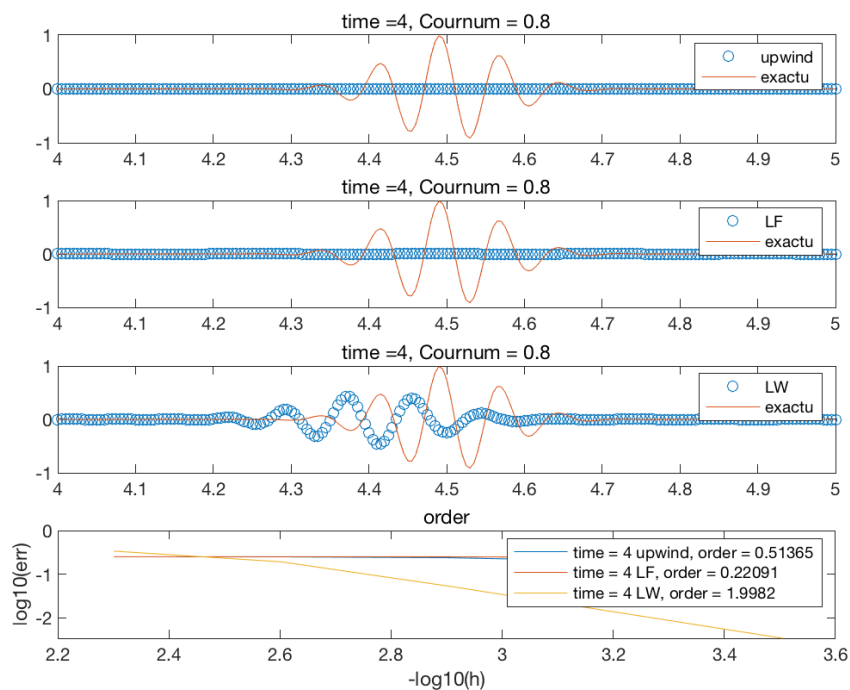 time =4, Cournum = 0.8
1
0
-1
upwind
exactu
4 4.1 4.2 4.3 4.4 4.5 4.6 4.7 4.8 4.9 5
time =4, Cournum = 0.8
1
0
-1
LF
exactu
4 4.1 4.2 4.3 4.4 4.5 4.6 4.7 4.8 4.9 5
time =4, Cournum = 0.8
1
0
-1
LW
exactu
4 4.1 4.2 4.3 4.4 4.5 4.6 4.7 4.8 4.9 5
order
log10(err)
0
-1
-2
time = 4 upwind, order = 0.51365
time = 4 LF, order = 0.22091
time = 4 LW, order = 1.9982
2.2 2.4 2.6 2.8 3 3.2 3.4 3.6
-log10(h)